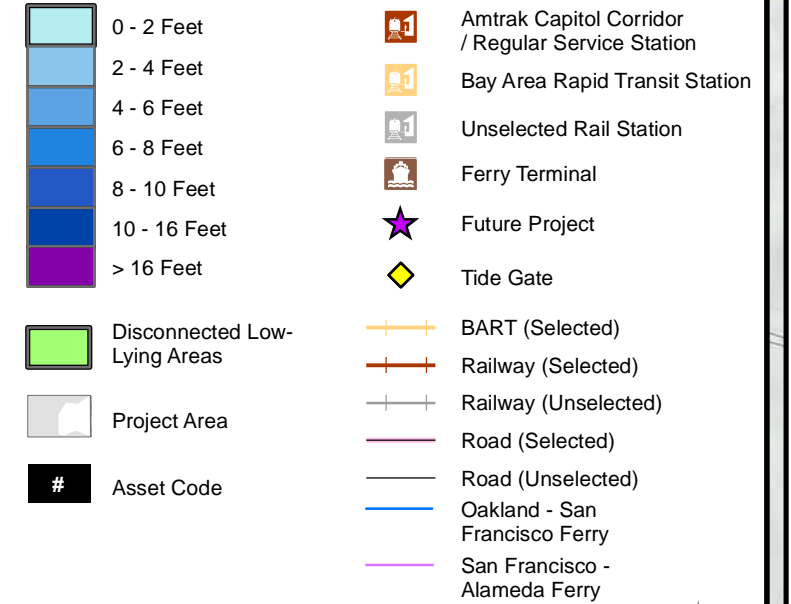 0 - 2 Feet
2 - 4 Feet
4 - 6 Feet
6 - 8 Feet
8 - 10 Feet
10 - 16 Feet
> 16 Feet
Disconnected Low-
Lying Areas
Project Area
# Asset Code
Amtrak Capitol Corridor
/ Regular Service Station
Bay Area Rapid Transit Station
Unselected Rail Station
Ferry Terminal
Future Project
Tide Gate
BART (Selected)
Railway (Selected)
Railway (Unselected)
Road (Selected)
Road (Unselected)
Oakland - San
Francisco Ferry
San Francisco -
Alameda Ferry